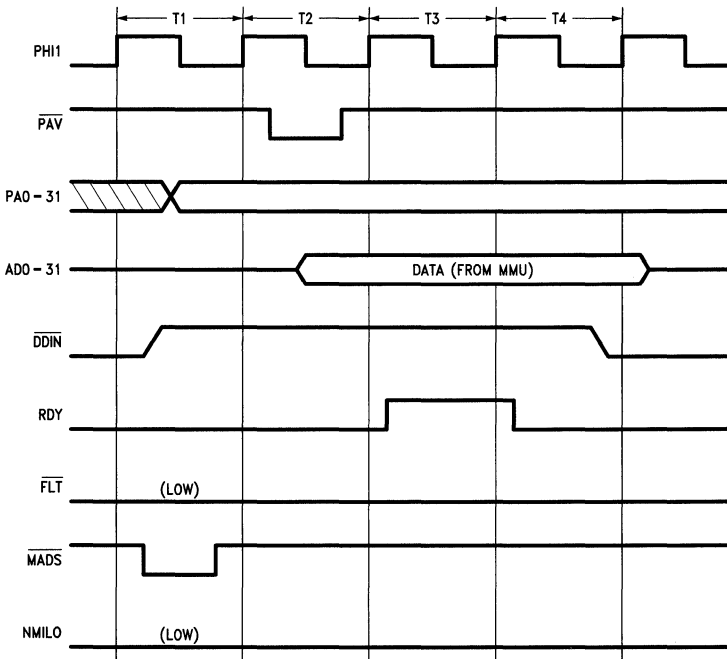 T1 T2 T3 T4
PHI1
PAV
PA0-31
AD0-31 DATA (FROM MMU)
DDIN
RDY
FLT (LOW)
MADS
NMILO (LOW)